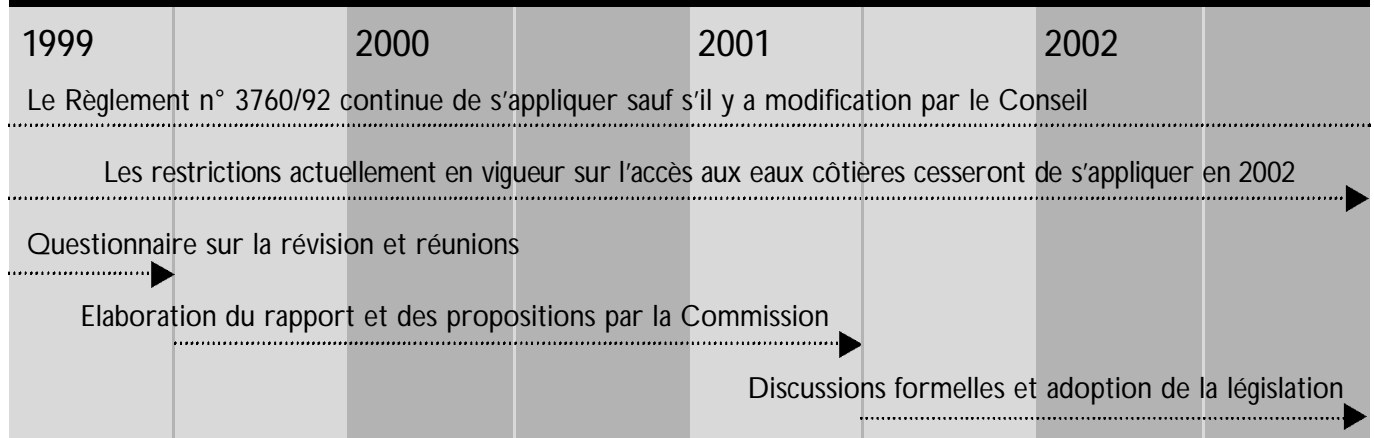 1999 2000 2001 2002
Le Règlement n° 3760/92 continue de s'appliquer sauf s'il y a modification par le Conseil
Les restrictions actuellement en vigueur sur l'accès aux eaux côtières cesseront de s'appliquer en 2002
Questionnaire sur la révision et réunions
Elaboration du rapport et des propositions par la Commission
Discussions formelles et adoption de la législation